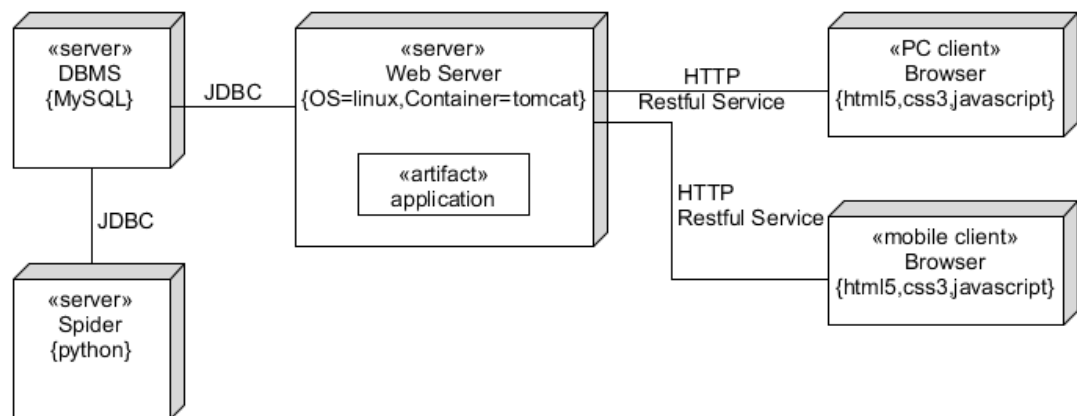 «server»
DBMS
{MySQL}
JDBC
«server»
Web Server
{OS=linux,Container=tomcat}
«artifact»
application
HTTP
Restful Service
«PC client»
Browser
{html5,css3,javascript}
HTTP
Restful Service
«mobile client»
Browser
{html5,css3,javascript}
JDBC
«server»
Spider
{python}